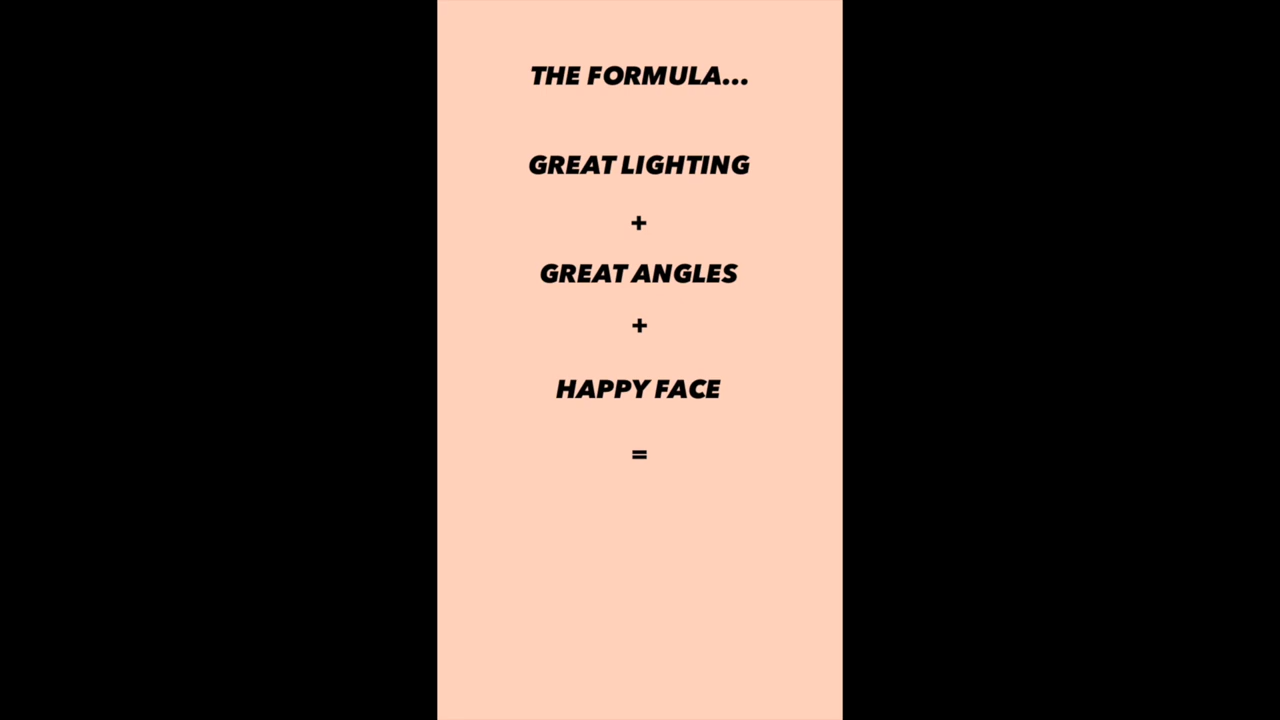 THE FORMULA...
GREAT LIGHTING
+
GREAT ANGLES
+
HAPPY FACE
=